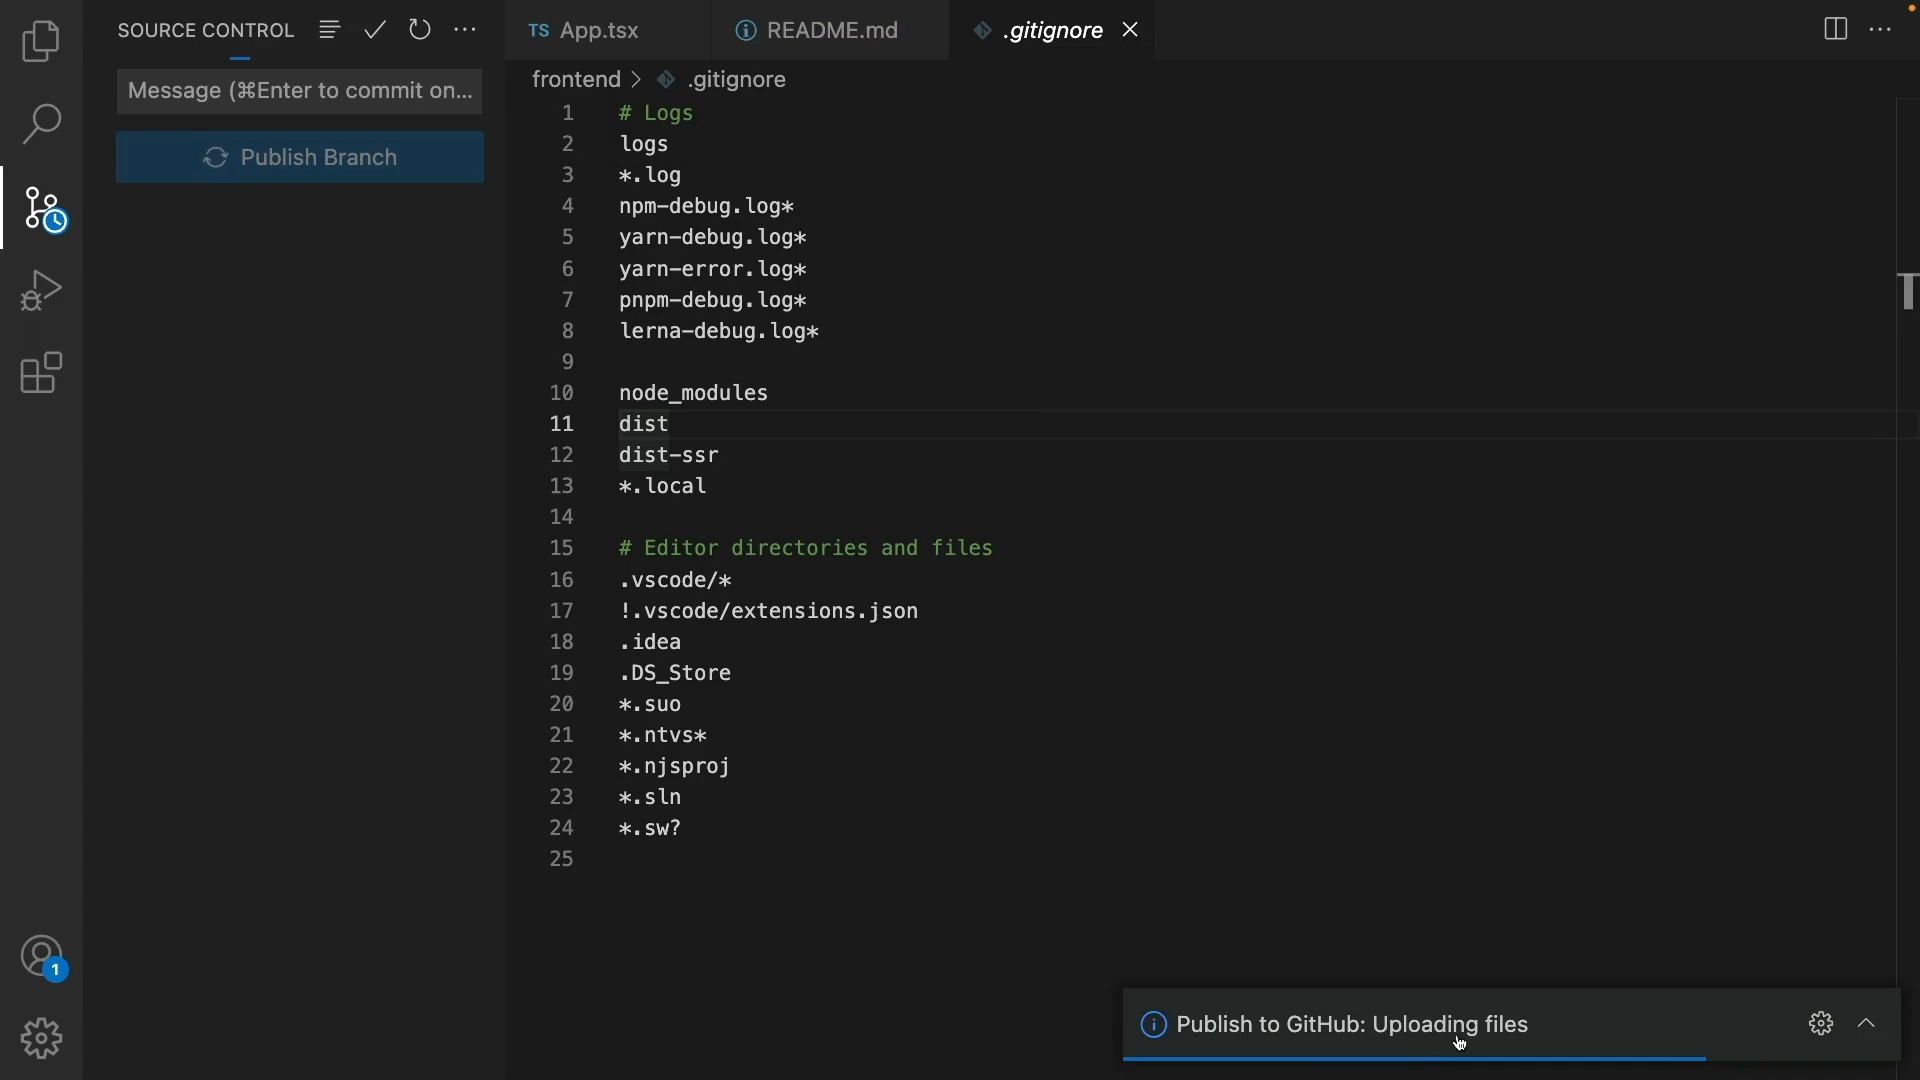 SOURCE CONTROL
Message (⌘Enter to commit on...
Publish Branch
1
TS App.tsx
README.md
.gitignore
frontend > .gitignore
1 # Logs
2 logs
3 *.log
4 npm-debug.log*
5 yarn-debug.log*
6 yarn-error.log*
7 pnpm-debug.log*
8 lerna-debug.log*
9
10 node_modules
11 dist
12 dist-ssr
13 *.local
14
15 # Editor directories and files
16 .vscode/*
17 !.vscode/extensions.json
18 .idea
19 .DS_Store
20 *.suo
21 *.ntvs*
22 *.njsproj
23 *.sln
24 *.sw?
25
Publish to GitHub: Uploading files